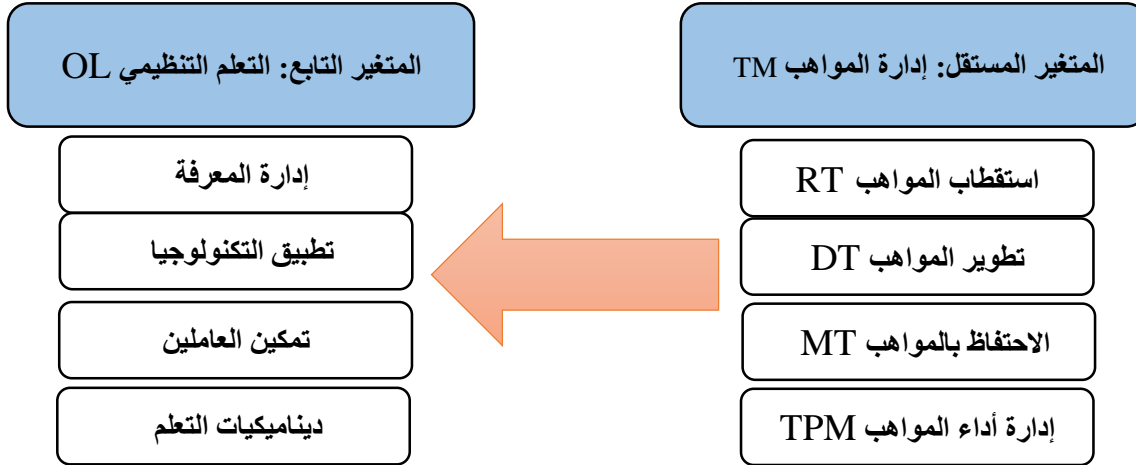 المتغير المستقل: إدارة المواهب TM
استقطاب المواهب RT
تطوير المواهب DT
الاحتفاظ بالمواهب MT
إدارة أداء المواهب TPM
المتغير التابع: التعلم التنظيمي OL
إدارة المعرفة
تطبيق التكنولوجيا
تمكين العاملين
ديناميكيات التعلم